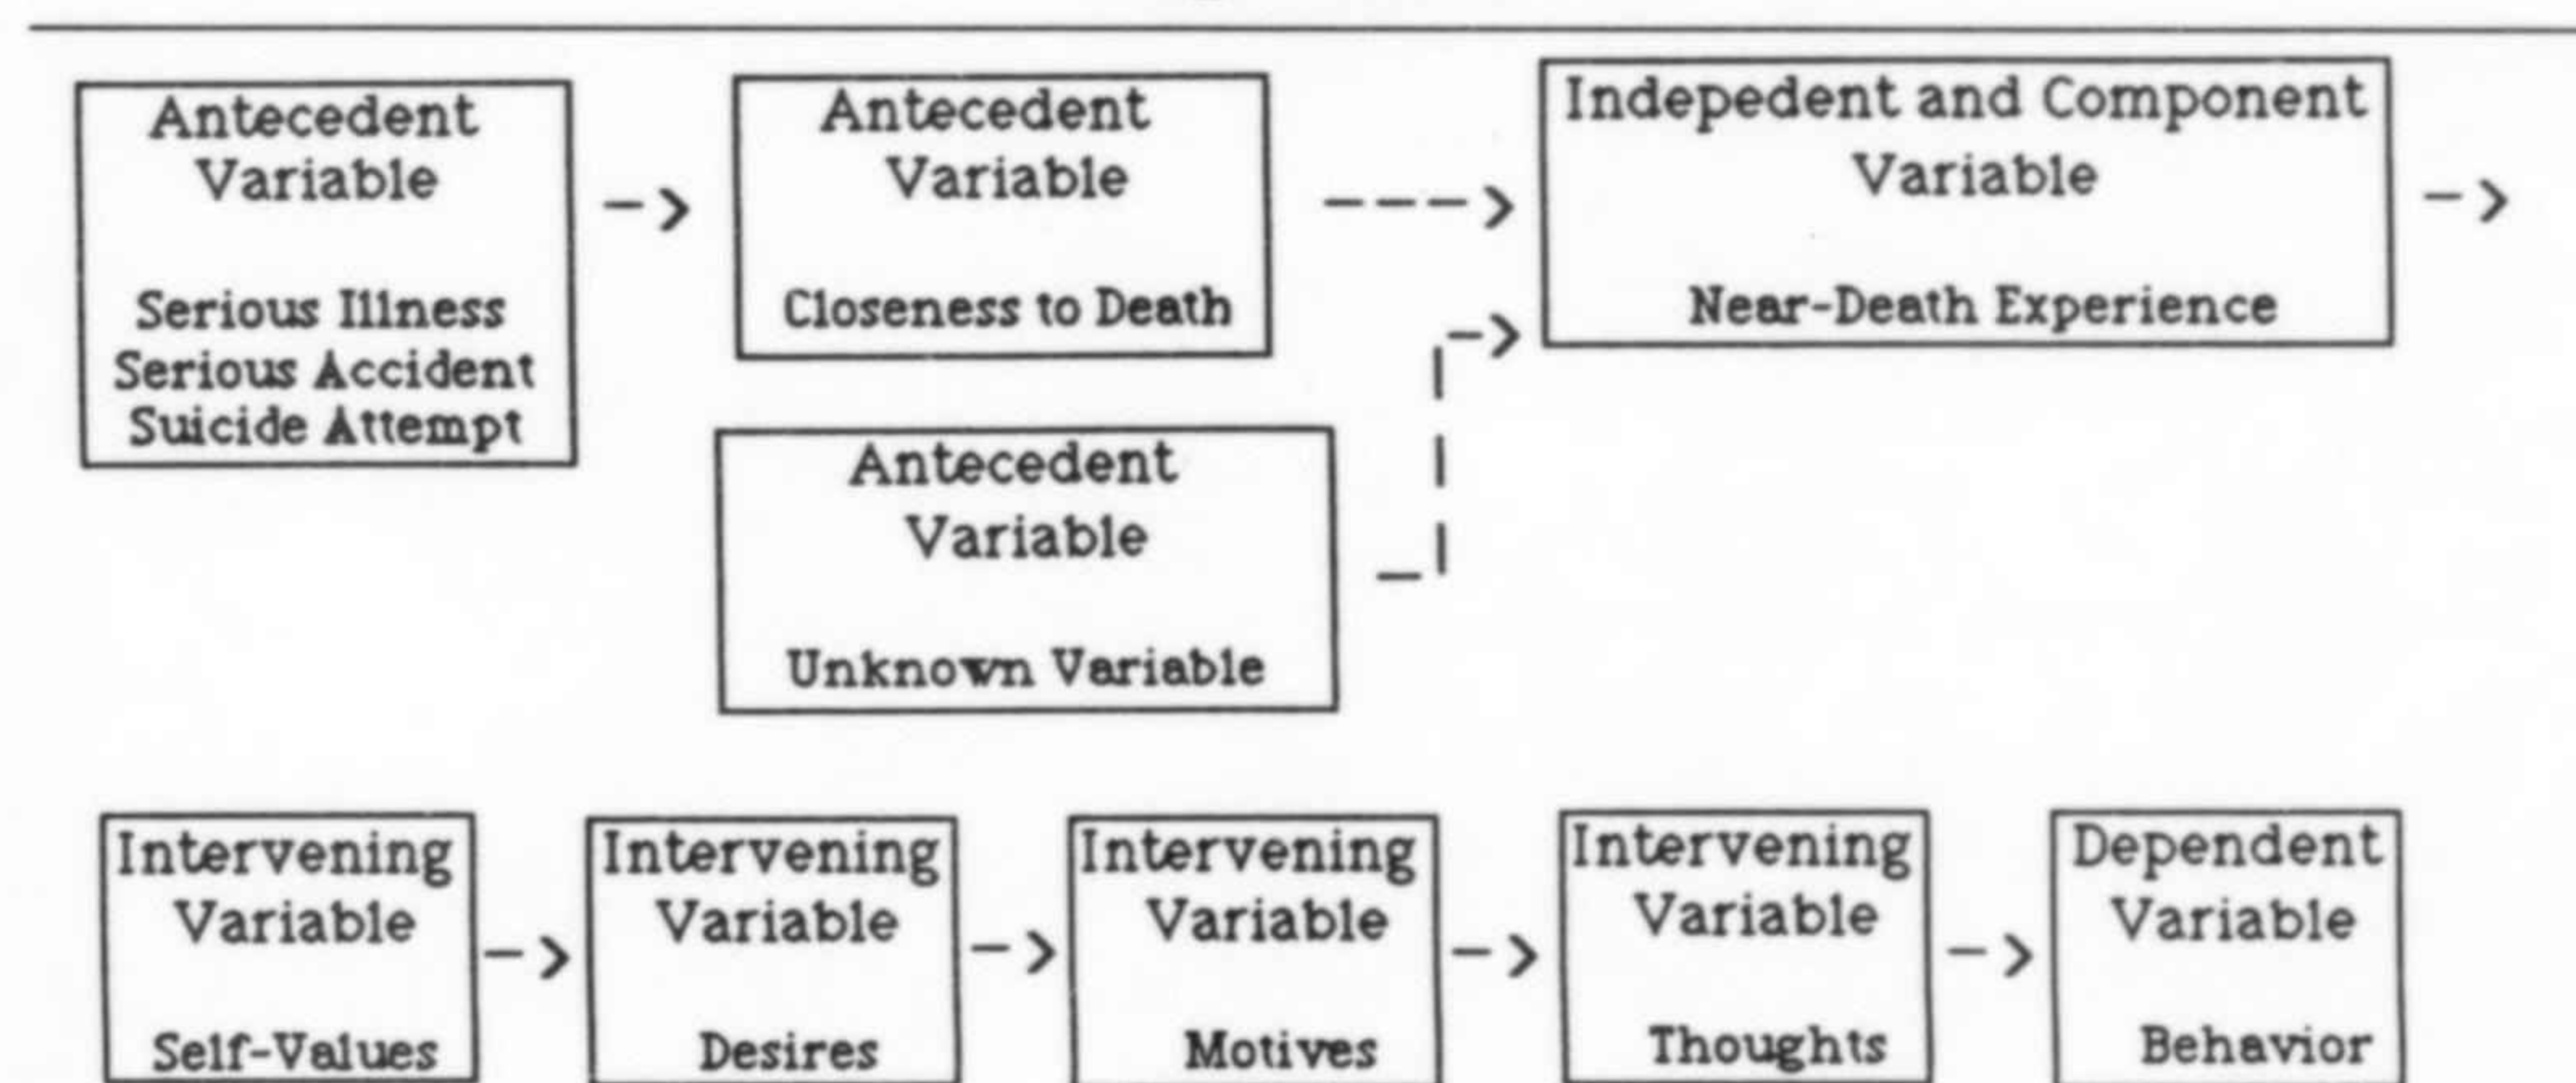 Antecedent
Variable
Serious Illness
Serious Accident
Suicide Attempt
Antecedent
Variable
Closeness to Death
Indepedent and Component
Variable
Near-Death Experience
Antecedent
Variable
Unknown Variable
Intervening
Variable
Self-Values
Intervening
Variable
Desires
Intervening
Variable
Motives
Intervening
Variable
Thoughts
Dependent
Variable
Behavior